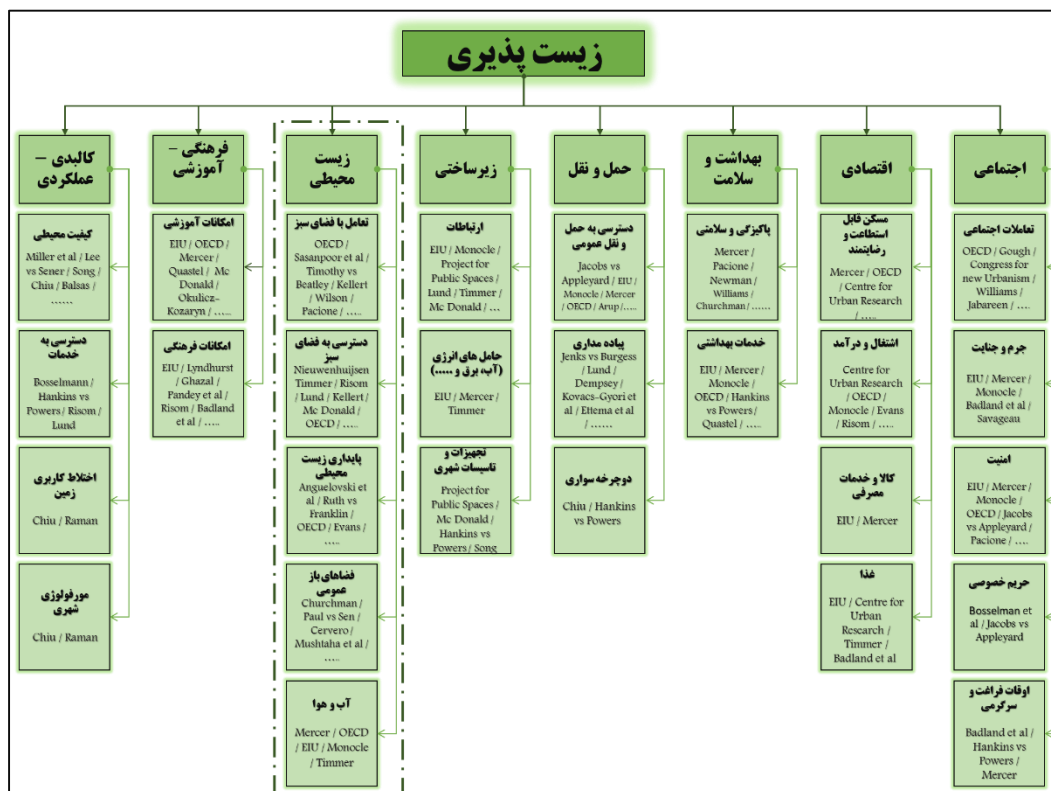 زیست پذیری
اجتماعی
تعاملات اجتماعی
OECD / Gough /
Congress for
new Urbanism /
Williams /
Jabareen / .....
جرم و جنایت
EIU / Mercer /
Monocle /
Badland et al /
Savageau
امنیت
EIU / Mercer /
Monocle /
OECD / Jacobs
vs Appleyard /
Pacione / ....
حریم خصوصی
Bosselman et
al / Jacobs vs
Appleyard
اوقات فراغت و
سرگرمی
Badland et al /
Hankins vs
Powers /
Mercer
اقتصادی
مسکن قابل
استطاعت و
رضایتمند
Mercer / OECD
/ Centre for
Urban Research
/ .....
اشتغال و درآمد
Centre for
Urban Research
/ OECD /
Monocle / Evans
/ Risom / .....
کالا و خدمات
مصرفی
EIU / Mercer
غذا
EIU / Centre for
Urban
Research /
Timmer /
Badland et al
بهداشت و
سلامت
پاکیزگی و سلامتی
Mercer /
Pacione /
Newman /
Williams /
Churchman / ......
خدمات بهداشتی
EIU / Mercer /
Monocle /
OECD / Hankins
vs Powers /
Quastel / .....
حمل و نقل
دسترسی به حمل
و نقل عمومی
Jacobs vs
Appleyard / EIU /
Monocle / Mercer
/ OECD / Arup /.....
پیاده مداری
Jenks vs Burgess
/ Lund /
Dempsey /
Kovacs-Gyori et
al / Ettema et al
/ ......
دوچرخه سواری
Chiu / Hankins
vs Powers
زیرساختی
ارتباطات
EIU / Monocle /
Project for
Public Spaces /
Lund / Timmer /
Mc Donald / ...
حامل های انرژی
(آب، برق و .....)
EIU / Mercer /
Timmer
تجهیزات و
تاسیسات شهری
Project for
Public Spaces /
Mc Donald /
Hankins vs
Powers / Song
زیست
محیطی
تعامل با فضای سبز
OECD /
Sasanpoor et al /
Timothy vs
Beatley / Kellert
/ Wilson /
Pacione / .....
دسترسی به فضای
سبز
Nieuwenhuijsen
Timmer / Risom
/ Lund / Kellert /
Mc Donald /
OECD / .....
پایداری زیست
محیطی
Anguelovski et al
/ Ruth vs
Franklin /
OECD / Evans /
.....
فضاهای باز
عمومی
Churchman /
Paul vs Sen /
Cervero /
Mushtaha et al /
.....
آب و هوا
Mercer / OECD
/ EIU / Monocle
/ Timmer
فرهنگی –
آموزشی
امکانات آموزشی
EIU / OECD /
Mercer /
Quastel / Mc
Donald /
Okulicz-
Kozaryn / .....
امکانات فرهنگی
EIU / Lyndhurst
/ Ghazal /
Pandey et al /
Risom / Badland
et al / .....
کالبدی –
عملکردی
کیفیت محیطی
Miller et al / Lee
vs Sener / Song /
Chiu / Balsas /
......
دسترسی به
خدمات
Bosselmann /
Hankins vs
Powers/ Risom /
Lund
اختلاط کاربری
زمین
Chiu / Raman
مورفولوژی
شهری
Chiu / Raman